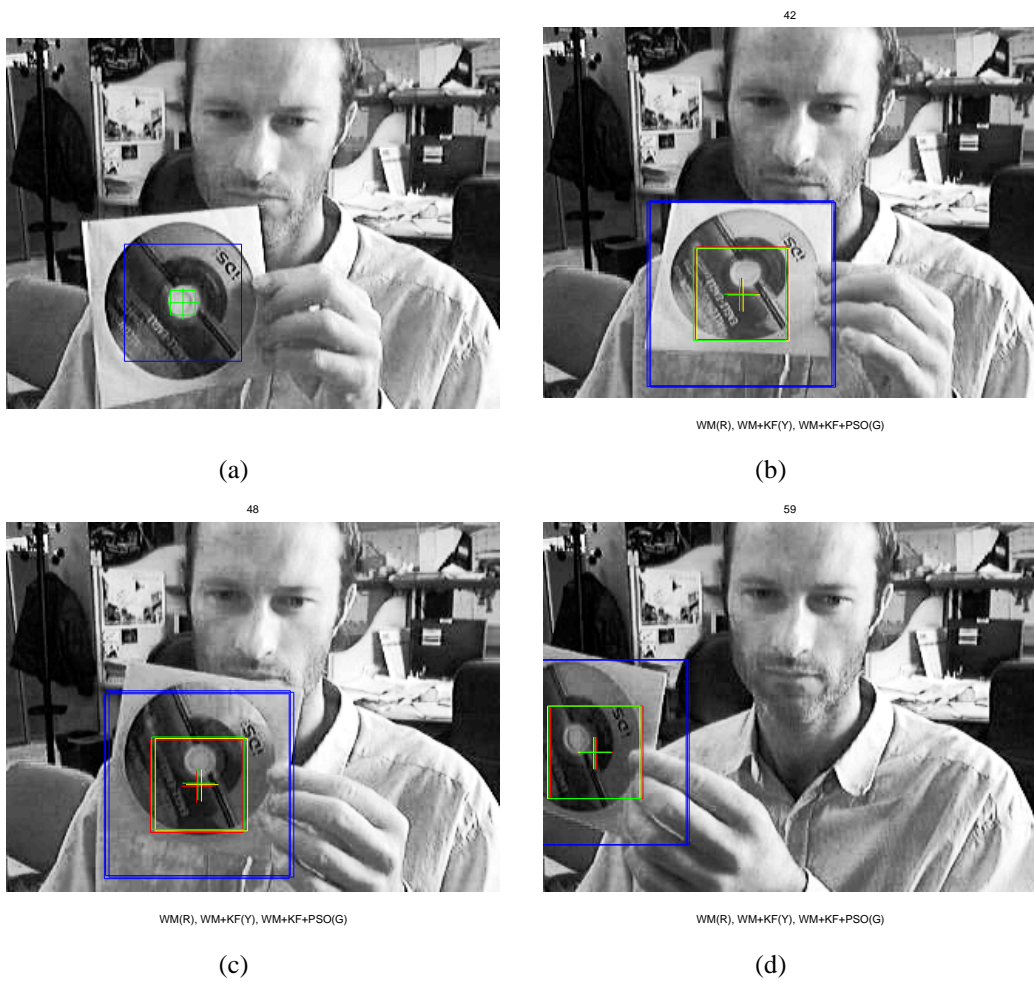 42
(a)
WM(R), WM+KF(Y), WM+KF+PSO(G)
(b)
48
59
WM(R), WM+KF(Y), WM+KF+PSO(G)
(c)
WM(R), WM+KF(Y), WM+KF+PSO(G)
(d)